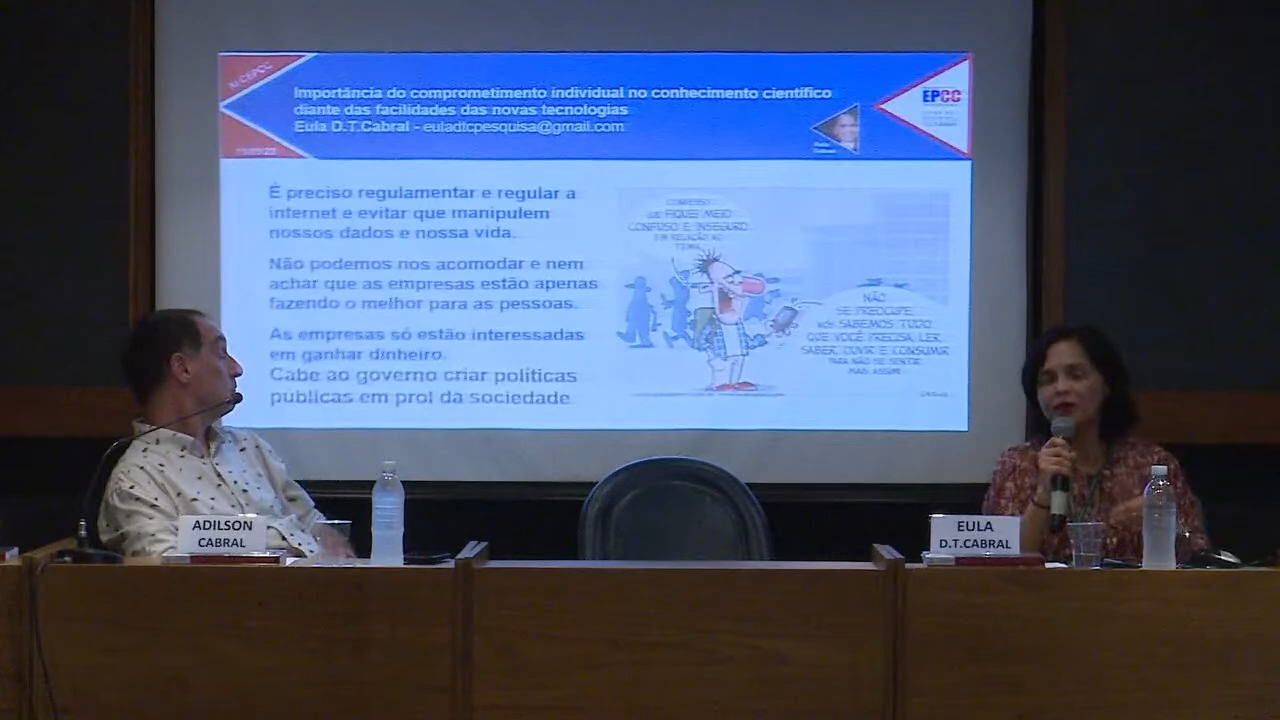 Importância do comprometimento individual no conhecimento científico
diante das facilidades das novas tecnologias
Eula D.T.Cabral - euladtcpesquisa@gmail.com
EPCC
É preciso regulamentar e regular a
internet e evitar que manipulem
nossos dados e nossa vida.
Não podemos nos acomodar e nem
achar que as empresas estão apenas
fazendo o melhor para as pessoas.
As empresas só estão interessadas
em ganhar dinheiro.
Cabe ao governo criar políticas
públicas em prol da sociedade
CONFESSO
FIQUEI MEIO
CONFUSO E INSEGURO
EM RELAÇÃO AO
TEMA
NÃO
SE PREOCUPE,
NÓS SABEMOS TUDO
QUE VOCÊ PRECISA LER,
SABER, OUVIR E CONSUMIR
PARA NÃO SE SENTIR
MAIS ASSIM
ADILSON
CABRAL
EULA
D.T.CABRAL